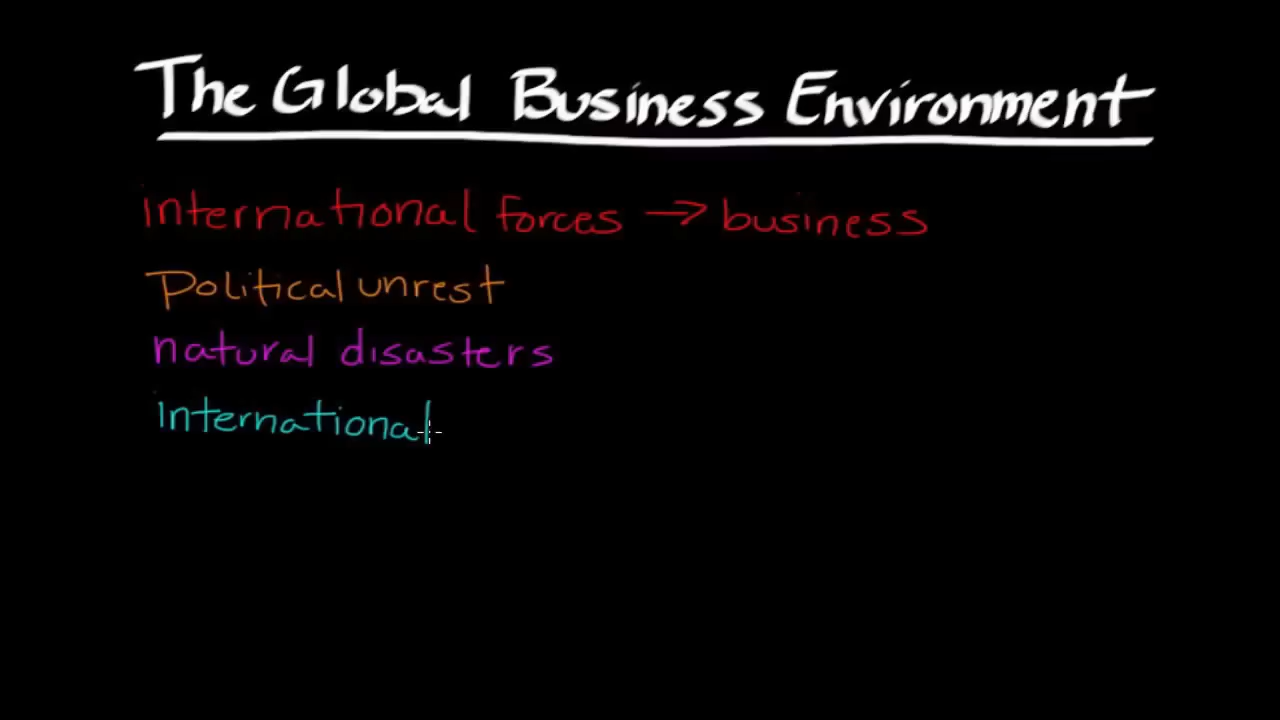 The Global Business Environment
international forces → business
Political unrest
natural disasters
international